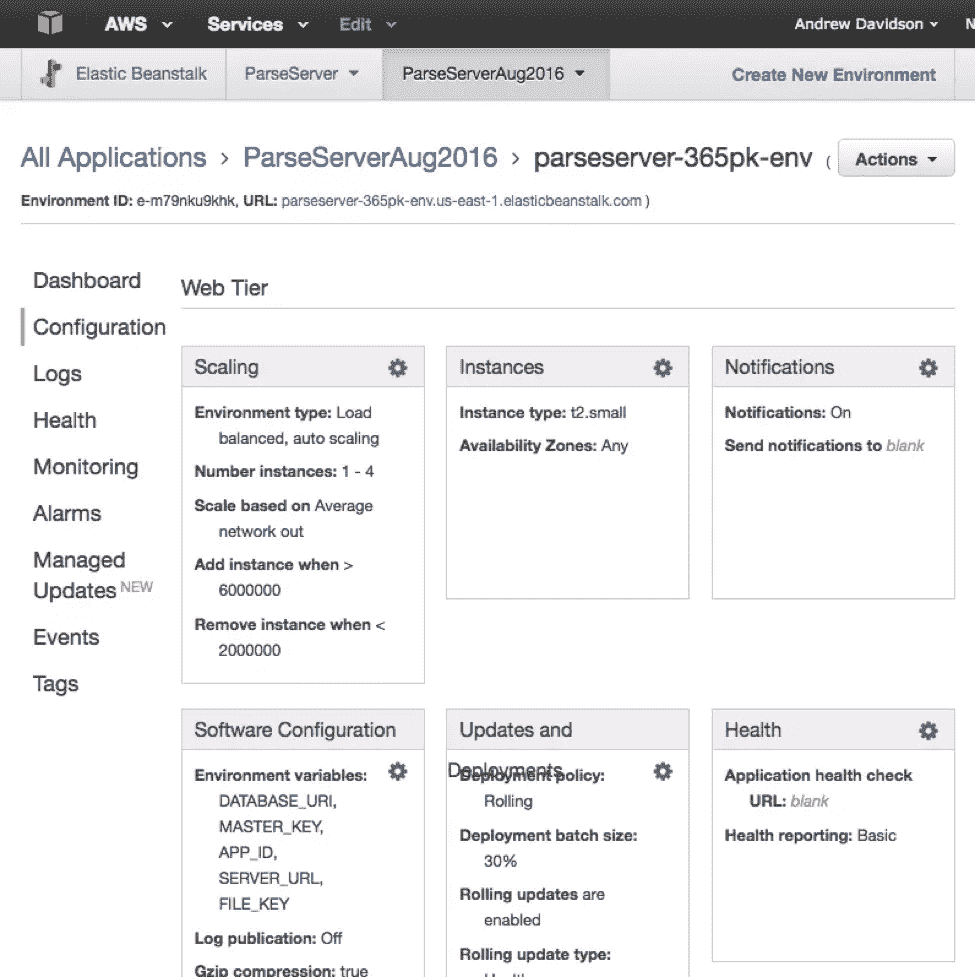 AWS Services Edit Andrew Davidson N
Elastic Beanstalk ParseServer ParseServerAug2016 Create New Environment
All Applications › ParseServerAug2016 › parseserver-365pk-env ( Actions
Environment ID: e-m79nku9khk, URL: parseserver-365pk-env.us-east-1.elasticbeanstalk.com )
Dashboard
Configuration
Logs
Health
Monitoring
Alarms
Managed
Updates NEW
Events
Tags
Web Tier
Scaling
Environment type: Load
balanced, auto scaling
Number instances: 1 - 4
Scale based on Average
network out
Add instance when >
6000000
Remove instance when <
2000000
Instances
Instance type: t2.small
Availability Zones: Any
Notifications
Notifications: On
Send notifications to blank
Software Configuration
Environment variables:
DATABASE_URI,
MASTER_KEY,
APP_ID,
SERVER_URL,
FILE_KEY
Log publication: Off
Gzip compression: true
Updates and
Deployments
Deployment policy:
Rolling
Deployment batch size:
30%
Rolling updates are
enabled
Rolling update type:
Health
Application health check
URL: blank
Health reporting: Basic